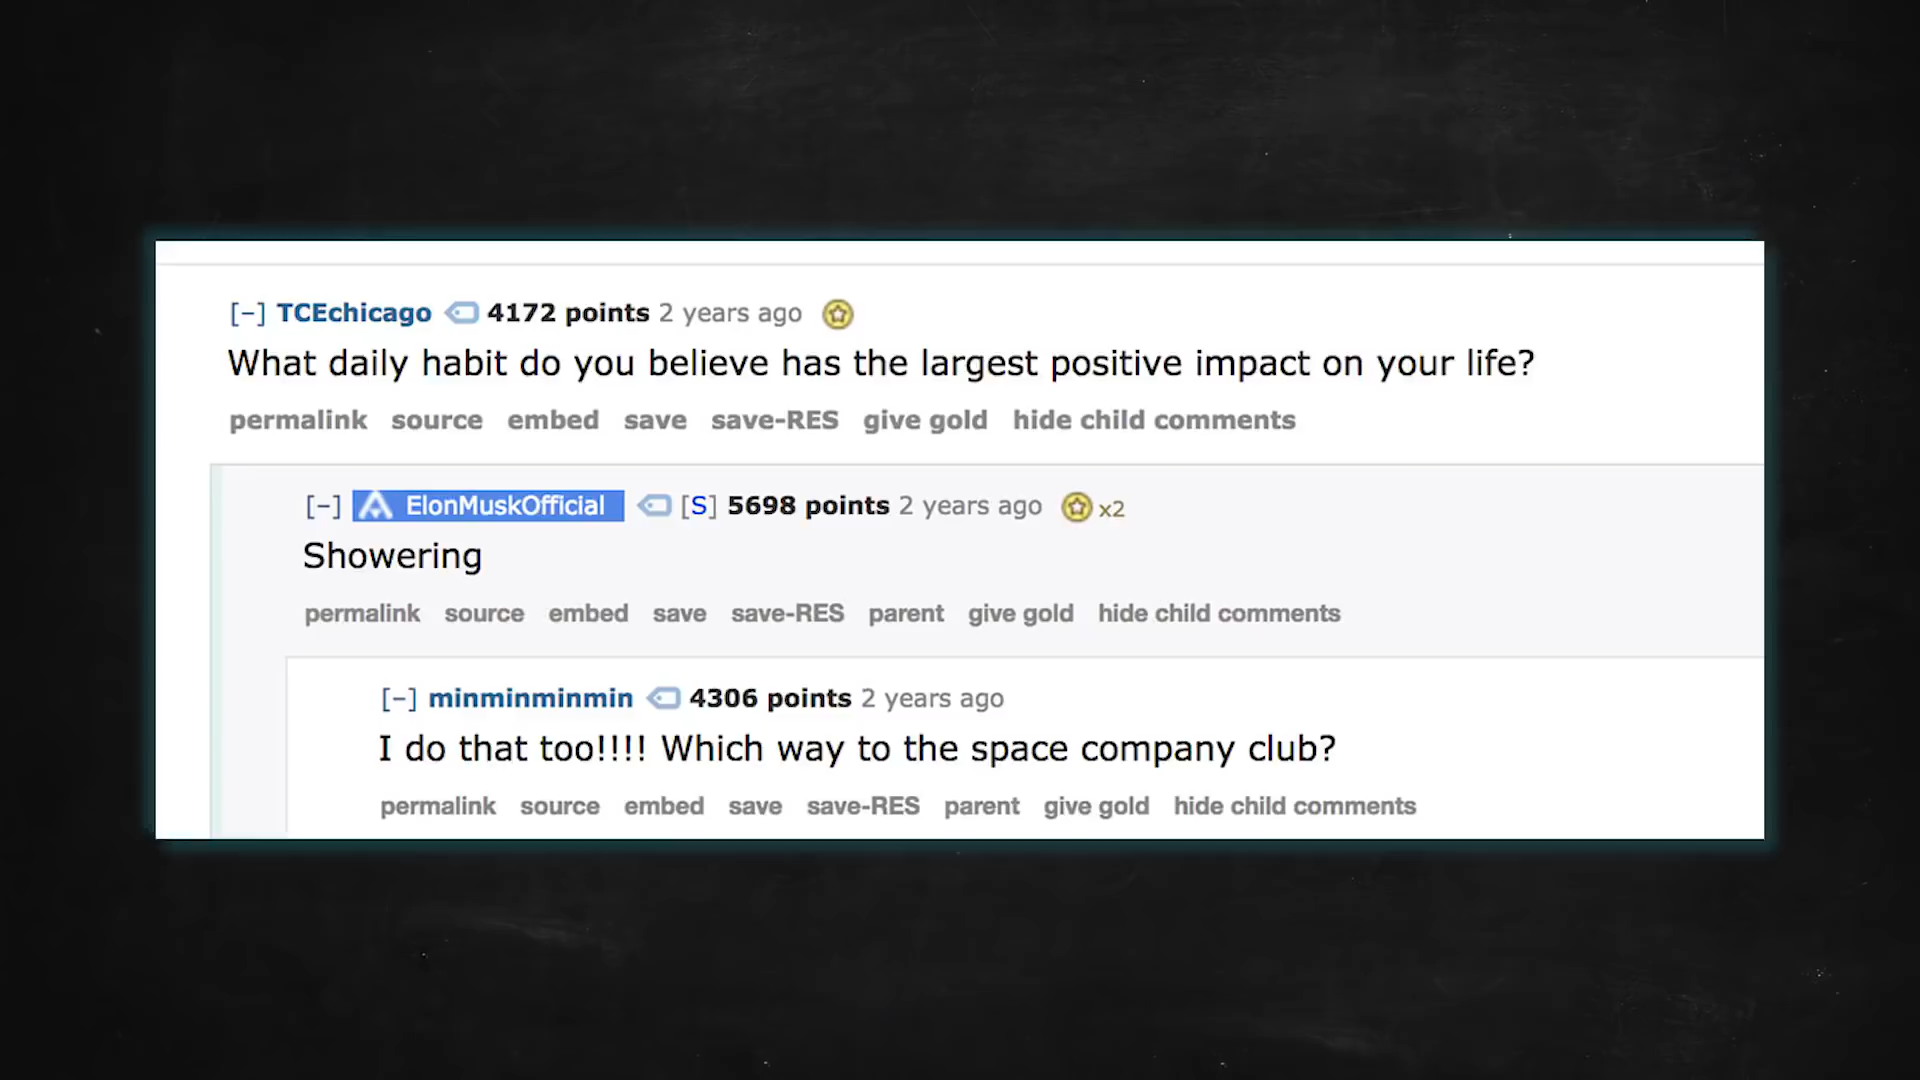 [−] TCEchicago 4172 points 2 years ago
What daily habit do you believe has the largest positive impact on your life?
permalink source embed save save-RES give gold hide child comments
[−] ElonMuskOfficial [S] 5698 points 2 years ago x2
Showering
permalink source embed save save-RES parent give gold hide child comments
[−] minminminmin 4306 points 2 years ago
I do that too!!!! Which way to the space company club?
permalink source embed save save-RES parent give gold hide child comments